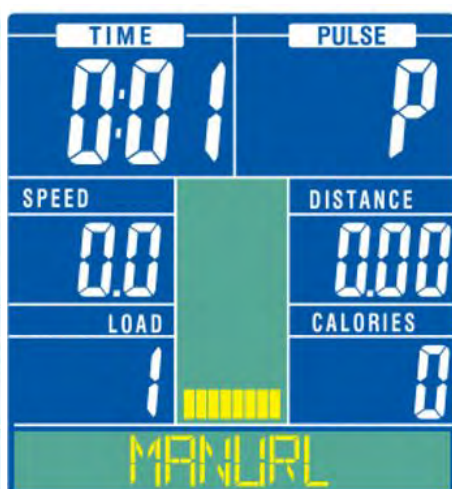 TIME PULSE
0:01 P
SPEED DISTANCE
0.0 0.00
LOAD CALORIES
1 0
MANUAL